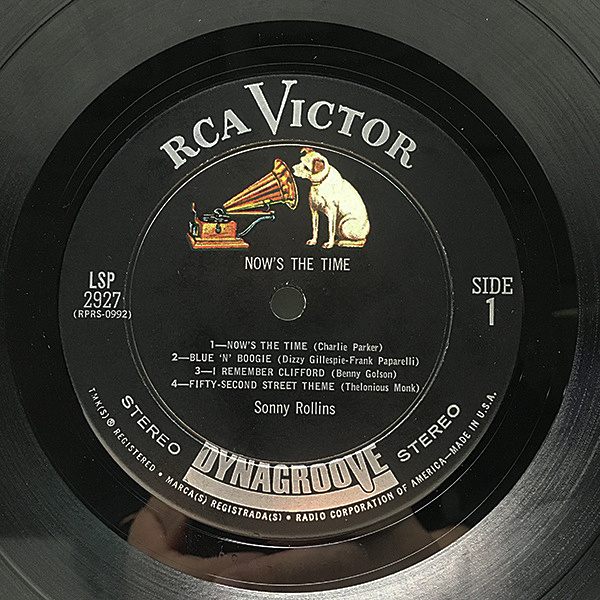 RCA VICTOR
NOW'S THE TIME
LSP
2927
(RPRS-0992)
SIDE
1
1—NOW'S THE TIME (Charlie Parker)
2—BLUE 'N' BOOGIE (Dizzy Gillespie-Frank Paparelli)
3—I REMEMBER CLIFFORD (Benny Golson)
4—FIFTY-SECOND STREET THEME (Thelonious Monk)
Sonny Rollins
STEREO
DYNAGROOVE
STEREO
TMK(S)® REGISTERED • MARCA(S) REGISTRADA(S) • RADIO CORPORATION OF AMERICA—MADE IN U.S.A.